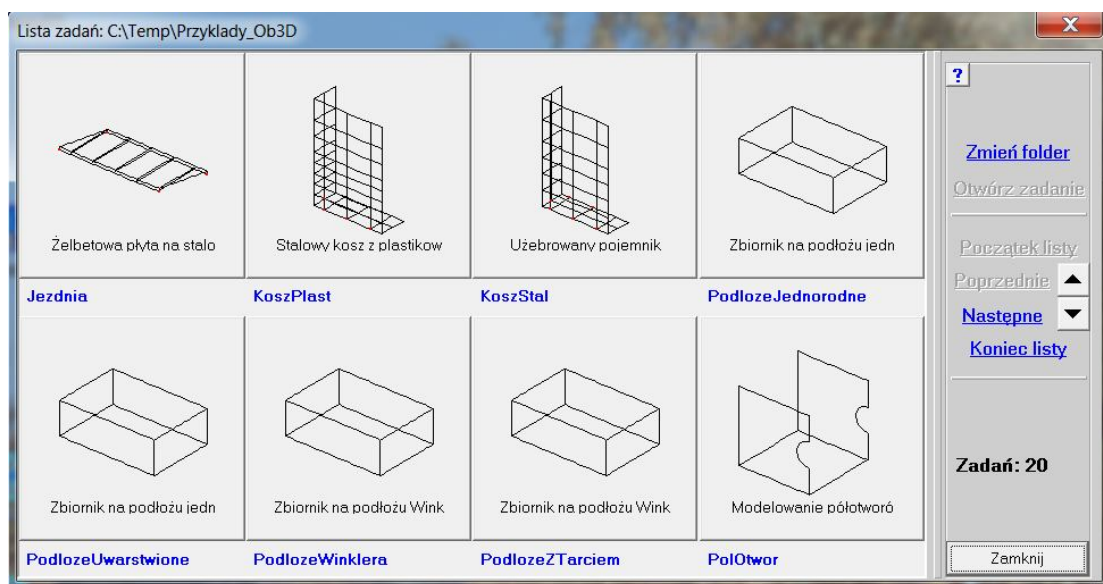 Lista zadań: C:\Temp\Przyklady_Ob3D
X
Żelbetowa płyta na stalo
Stalowy kosz z plastikow
Użebrowany pojemnik
Zbiornik na podłożu jedn
Jezdnia
KoszPlast
KoszStal
PodlozeJednorodne
Zbiornik na podłożu jedn
Zbiornik na podłożu Wink
Zbiornik na podłożu Wink
Modelowanie półotworó
PodlozeUwarstwione
PodlozeWinklera
PodlozeZTarciem
PolOtwor
?
Zmień folder
Otwórz zadanie
Początek listy
Poprzednie
Następne
Koniec listy
Zadań: 20
Zamknij